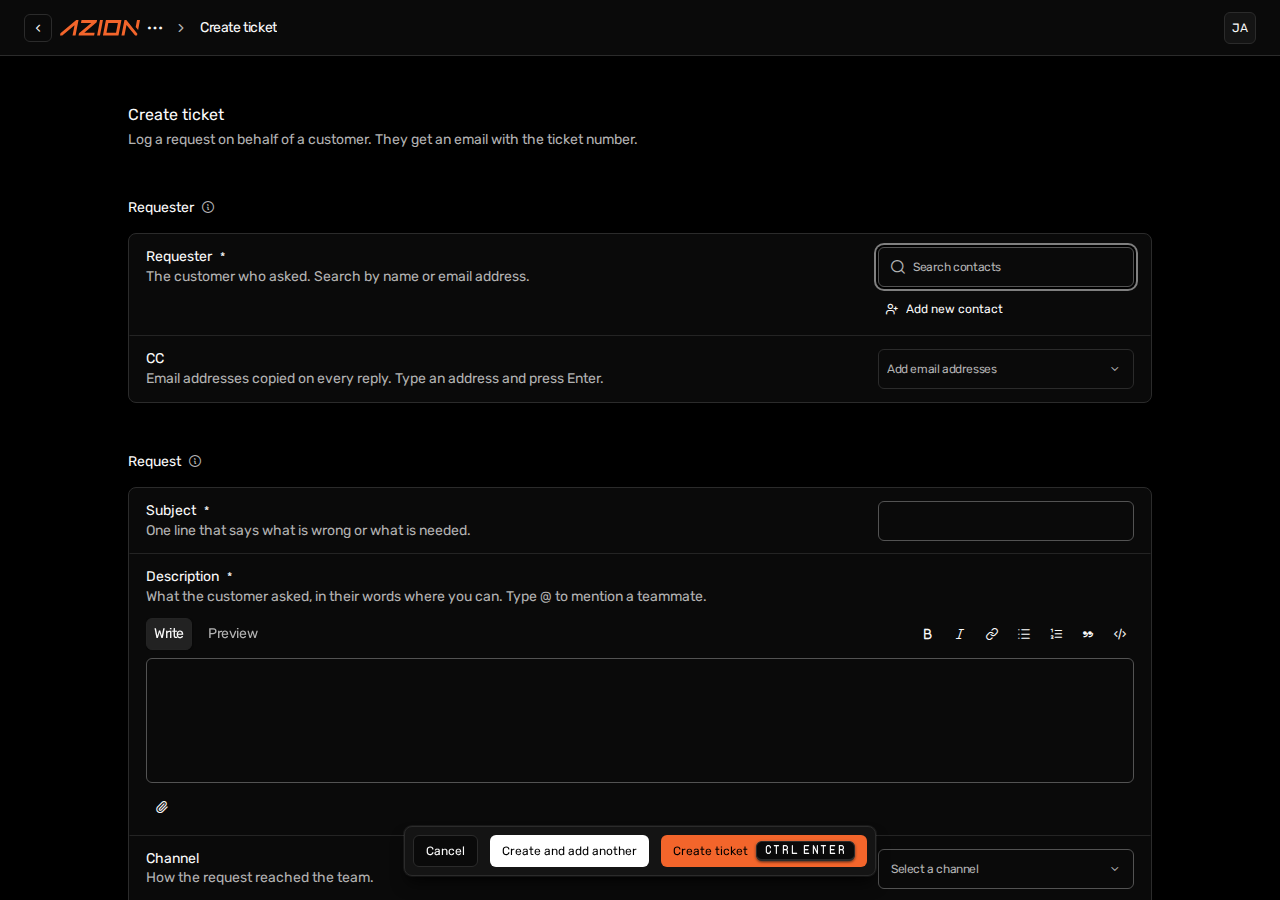 AZION
Create ticket
JA
Create ticket
Log a request on behalf of a customer. They get an email with the ticket number.
Requester
Requester *
The customer who asked. Search by name or email address.
Search contacts
Add new contact
CC
Email addresses copied on every reply. Type an address and press Enter.
Add email addresses
Request
Subject *
One line that says what is wrong or what is needed.
Description *
What the customer asked, in their words where you can. Type @ to mention a teammate.
Write
Preview
Channel
How the request reached the team.
Select a channel
Cancel
Create and add another
Create ticket CTRL ENTER